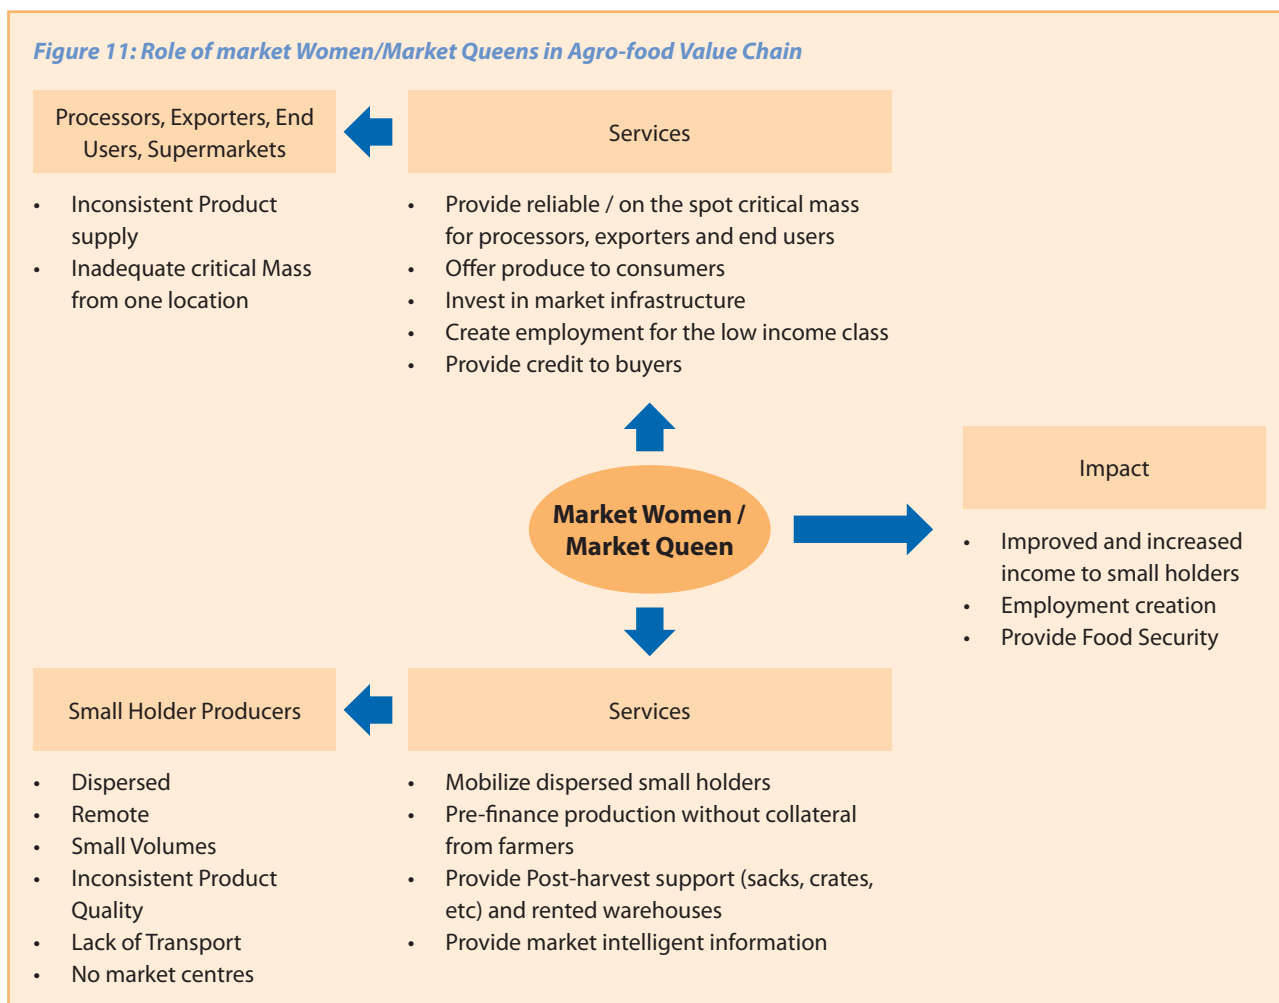 Figure 11: Role of market Women/Market Queens in Agro-food Value Chain
Processors, Exporters, End
Users, Supermarkets
• Inconsistent Product
supply
• Inadequate critical Mass
from one location
Services
• Provide reliable / on the spot critical mass
for processors, exporters and end users
• Offer produce to consumers
• Invest in market infrastructure
• Create employment for the low income class
• Provide credit to buyers
Market Women /
Market Queen
Impact
• Improved and increased
income to small holders
• Employment creation
• Provide Food Security
Small Holder Producers
• Dispersed
• Remote
• Small Volumes
• Inconsistent Product
Quality
• Lack of Transport
• No market centres
Services
• Mobilize dispersed small holders
• Pre-finance production without collateral
from farmers
• Provide Post-harvest support (sacks, crates,
etc) and rented warehouses
• Provide market intelligent information